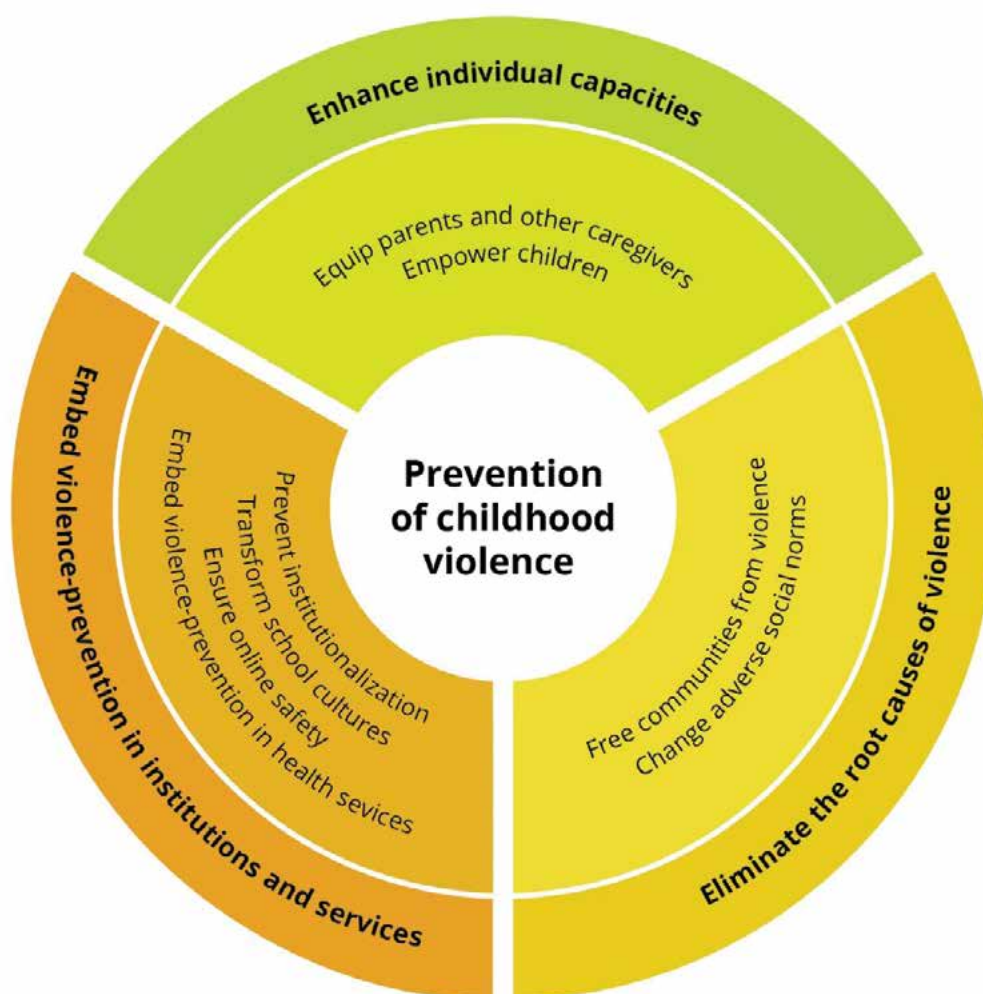 Enhance individual capacities
Equip parents and other caregivers
Empower children
Prevention
of childhood
violence
Embed violence-prevention in institutions and services
Prevent institutionalization
Transform school cultures
Ensure online safety
Embed violence-prevention in health sevices
Free communities from violence
Change adverse social norms
Eliminate the root causes of violence